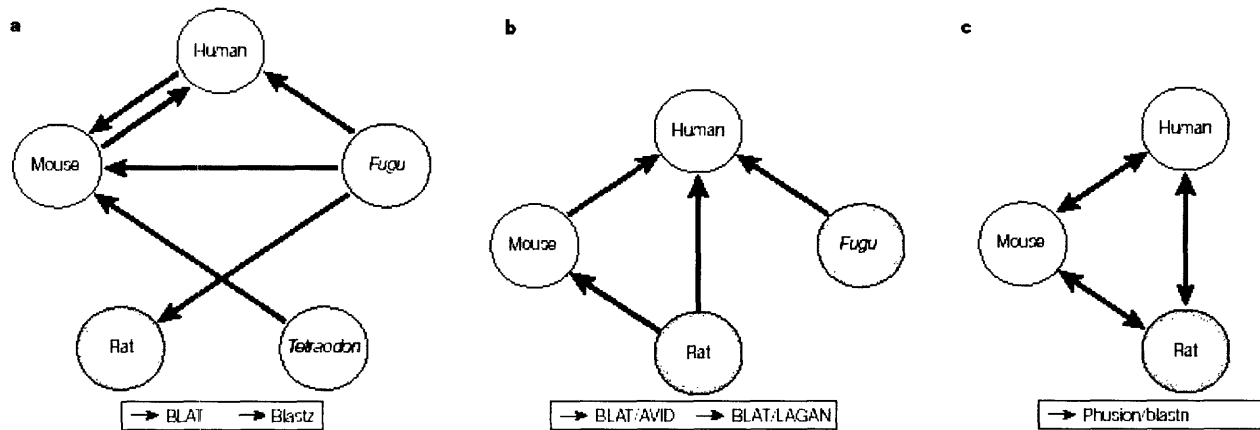 a
Human
Mouse
Fugu
Rat
Tetraodon
BLAT Blastz
b
Human
Mouse
Fugu
Rat
BLAT/AVID BLAT/LAGAN
c
Human
Mouse
Rat
Phusion/blastn